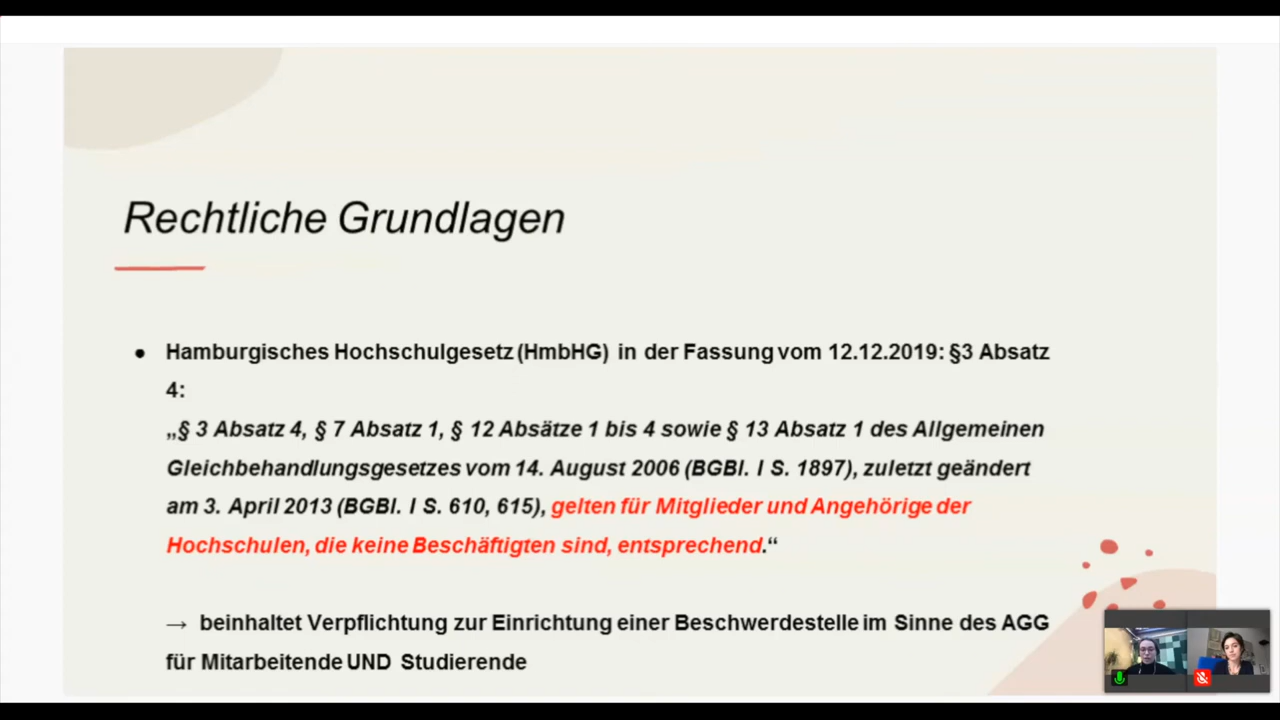 Rechtliche Grundlagen
● Hamburgisches Hochschulgesetz (HmbHG) in der Fassung vom 12.12.2019: §3 Absatz
4:
„§ 3 Absatz 4, § 7 Absatz 1, § 12 Absätze 1 bis 4 sowie § 13 Absatz 1 des Allgemeinen
Gleichbehandlungsgesetzes vom 14. August 2006 (BGBl. I S. 1897), zuletzt geändert
am 3. April 2013 (BGBl. I S. 610, 615), gelten für Mitglieder und Angehörige der
Hochschulen, die keine Beschäftigten sind, entsprechend.“
→ beinhaltet Verpflichtung zur Einrichtung einer Beschwerdestelle im Sinne des AGG
für Mitarbeitende UND Studierende